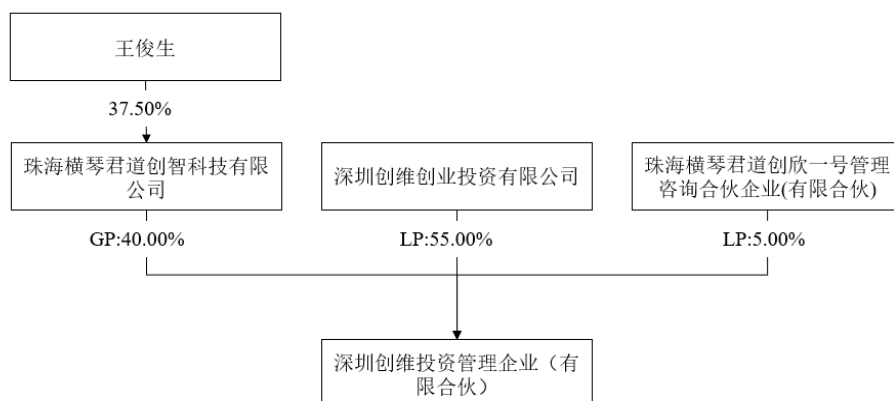 王俊生
37.50%
珠海横琴君道创智科技有限
公司
深圳创维创业投资有限公司
珠海横琴君道创欣一号管理
咨询合伙企业(有限合伙)
GP:40.00%
LP:55.00%
LP:5.00%
深圳创维投资管理企业（有
限合伙）